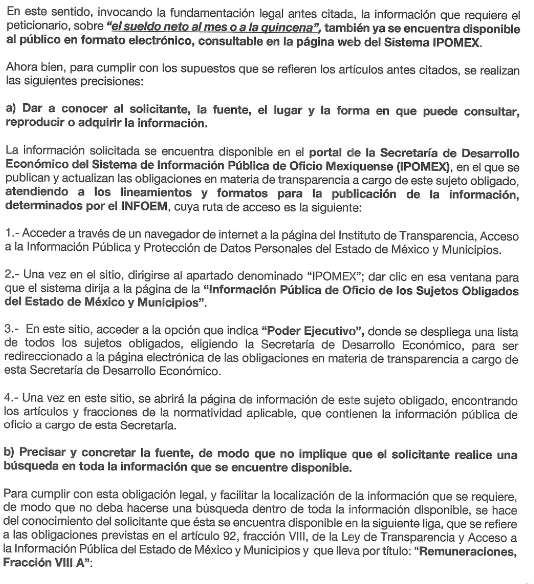 En este sentido, invocando la fundamentación legal antes citada, la información que requiere el
peticionario, sobre "el sueldo neto al mes o a la quincena", también ya se encuentra disponible
al público en formato electrónico, consultable en la página web del Sistema IPOMEX.
Ahora bien, para cumplir con los supuestos que se refieren los artículos antes citados, se realizan
las siguientes precisiones:
a) Dar a conocer al solicitante, la fuente, el lugar y la forma en que puede consultar,
reproducir o adquirir la información.
La información solicitada se encuentra disponible en el portal de la Secretaría de Desarrollo
Económico del Sistema de Información Pública de Oficio Mexiquense (IPOMEX), en el que se
publican y actualizan las obligaciones en materia de transparencia a cargo de este sujeto obligado,
atendiendo a los lineamientos y formatos para la publicación de la información,
determinados por el INFOEM, cuya ruta de acceso es la siguiente:
1.- Acceder a través de un navegador de internet a la página del Instituto de Transparencia, Acceso
a la Información Pública y Protección de Datos Personales del Estado de México y Municipios.
2.- Una vez en el sitio, dirigirse al apartado denominado "IPOMEX"; dar clic en esa ventana para
que el sistema dirija a la página de la "Información Pública de Oficio de los Sujetos Obligados
del Estado de México y Municipios".
3.- En este sitio, acceder a la opción que indica "Poder Ejecutivo", donde se despliega una lista
de todos los sujetos obligados, eligiendo la Secretaría de Desarrollo Económico, para ser
redireccionado a la página electrónica de las obligaciones en materia de transparencia a cargo de
esta Secretaría de Desarrollo Económico.
4.- Una vez en este sitio, se abrirá la página de información de este sujeto obligado, encontrando
los artículos y fracciones de la normatividad aplicable, que contienen la información pública de
oficio a cargo de esta Secretaría.
b) Precisar y concretar la fuente, de modo que no implique que el solicitante realice una
búsqueda en toda la información que se encuentre disponible.
Para cumplir con esta obligación legal, y facilitar la localización de la información que se requiere,
de modo que no deba hacerse una búsqueda dentro de toda la información disponible, se hace
del conocimiento del solicitante que ésta se encuentra disponible en la siguiente liga, que se refiere
a las obligaciones previstas en el artículo 92, fracción VIII, de la Ley de Transparencia y Acceso a
la Información Pública del Estado de México y Municipios y que lleva por título: "Remuneraciones,
Fracción VIII A":